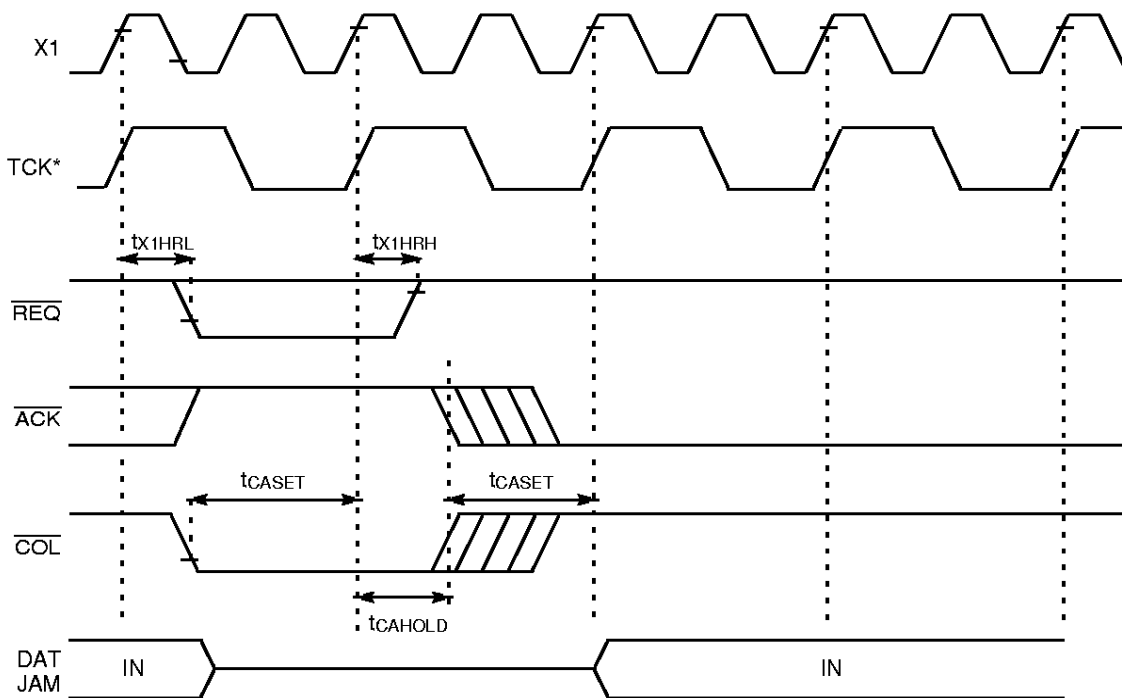 X1
TCK*
tX1HRL
tX1HRH
REQ
ACK
tCASET
tCASET
COL
tCAHOLD
DAT
JAM
IN
IN